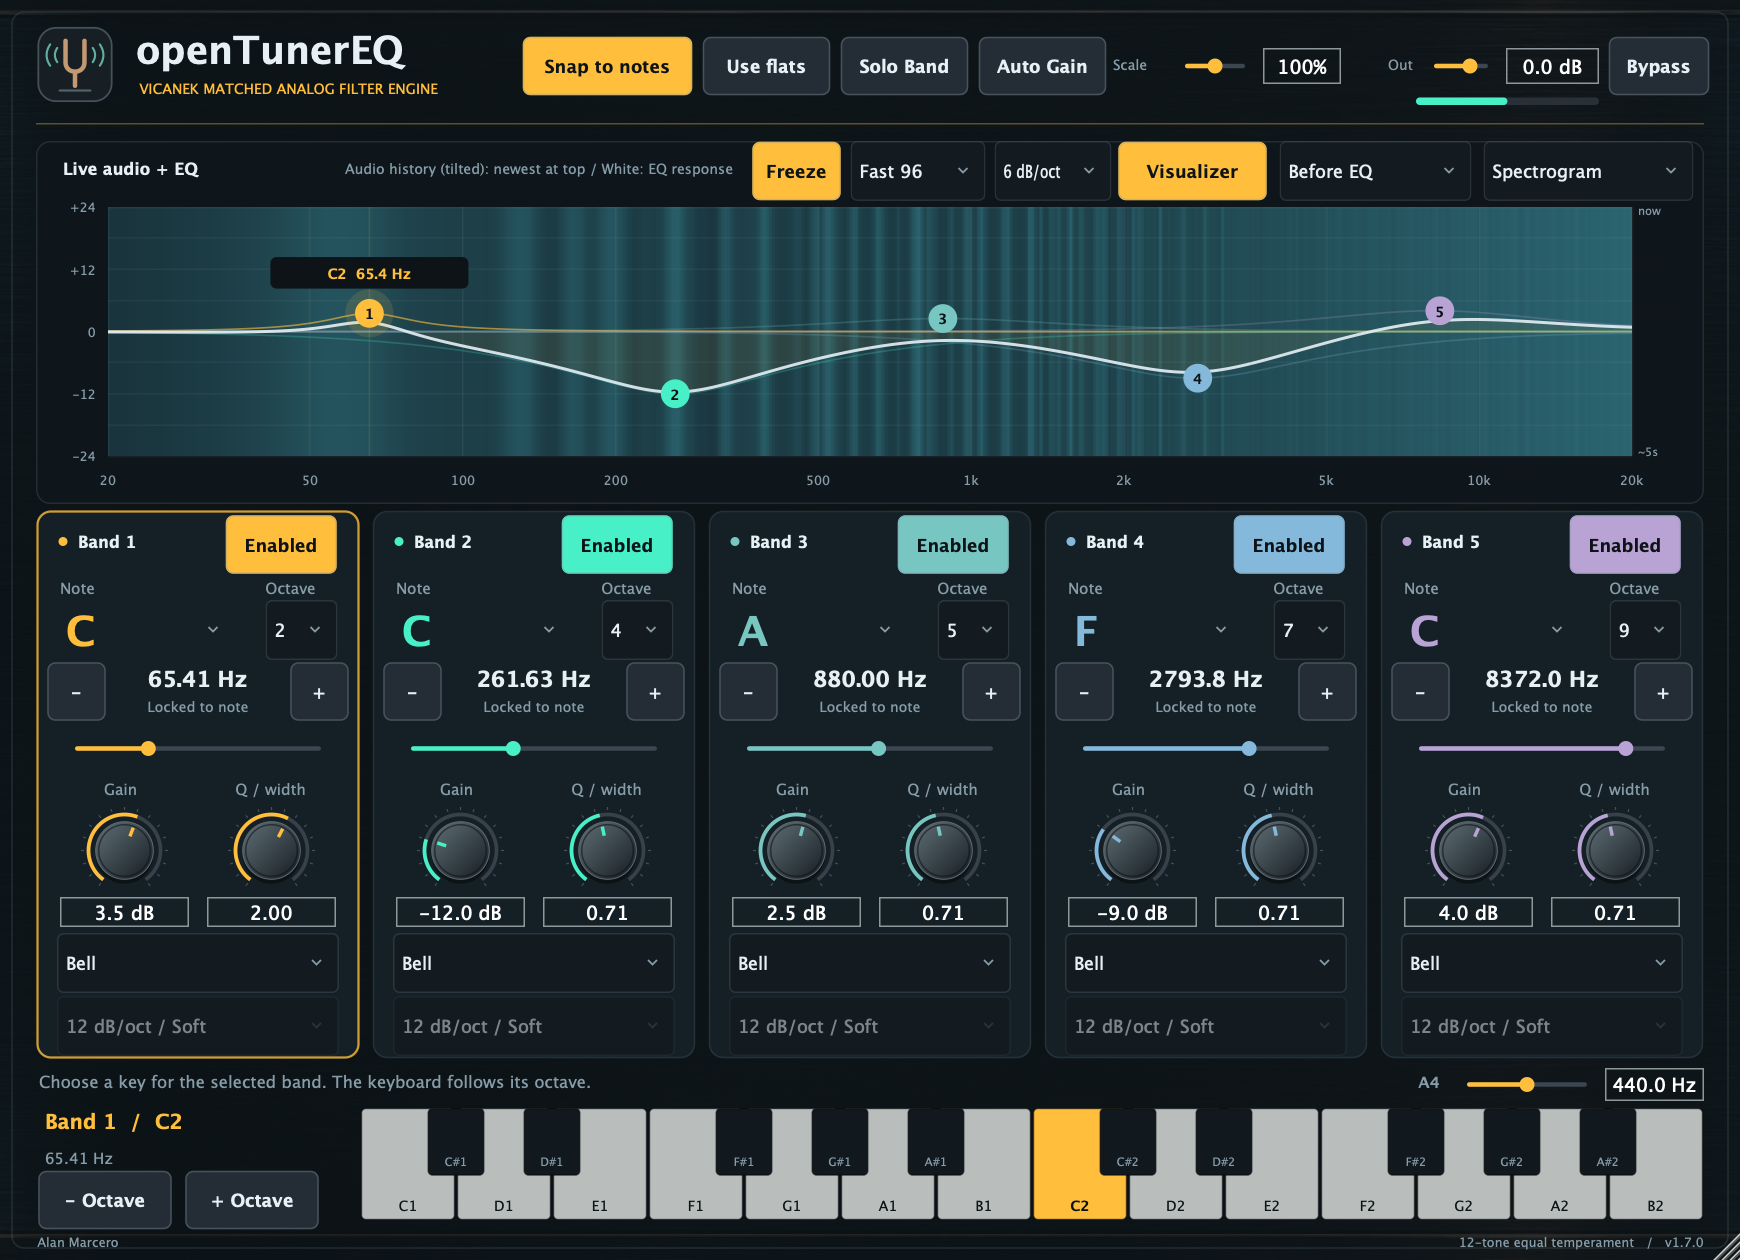 openTunerEQ
VICANEK MATCHED ANALOG FILTER ENGINE
Snap to notes Use flats Solo Band Auto Gain Scale 100% Out 0.0 dB Bypass
Live audio + EQ Audio history (tilted): newest at top / White: EQ response Freeze Fast 96 6 dB/oct Visualizer Before EQ Spectrogram
+24 now
+12
C2 65.4 Hz
0
1 3 5
-12
2 4
-24 ~5s
20 50 100 200 500 1k 2k 5k 10k 20k
Band 1 Enabled
Note Octave
C 2
- 65.41 Hz +
Locked to note
Gain Q / width
3.5 dB 2.00
Bell
12 dB/oct / Soft
Band 2 Enabled
Note Octave
C 4
- 261.63 Hz +
Locked to note
Gain Q / width
-12.0 dB 0.71
Bell
12 dB/oct / Soft
Band 3 Enabled
Note Octave
A 5
- 880.00 Hz +
Locked to note
Gain Q / width
2.5 dB 0.71
Bell
12 dB/oct / Soft
Band 4 Enabled
Note Octave
F 7
- 2793.8 Hz +
Locked to note
Gain Q / width
-9.0 dB 0.71
Bell
12 dB/oct / Soft
Band 5 Enabled
Note Octave
C 9
- 8372.0 Hz +
Locked to note
Gain Q / width
4.0 dB 0.71
Bell
12 dB/oct / Soft
Choose a key for the selected band. The keyboard follows its octave. A4 440.0 Hz
Band 1 / C2
65.41 Hz
- Octave + Octave
C#1 D#1 F#1 G#1 A#1 C#2 D#2 F#2 G#2 A#2
C1 D1 E1 F1 G1 A1 B1 C2 D2 E2 F2 G2 A2 B2
Alan Marcero 12-tone equal temperament / v1.7.0